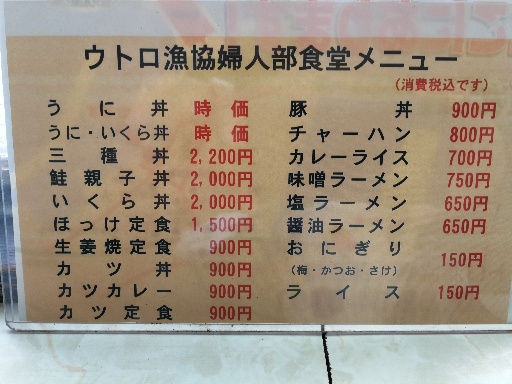 ウトロ漁協婦人部食堂メニュー
(消費税込です)
うに丼 時価
うに・いくら丼 時価
三種丼 2,200円
鮭親子丼 2,000円
いくら丼 2,000円
ほっけ定食 1,500円
生姜焼定食 900円
カツ丼 900円
カツカレー 900円
カツ定食 900円
豚丼 900円
チャーハン 800円
カレーライス 700円
味噌ラーメン 750円
塩ラーメン 650円
醤油ラーメン 650円
おにぎり 150円
(梅・かつお・さけ)
ライス 150円